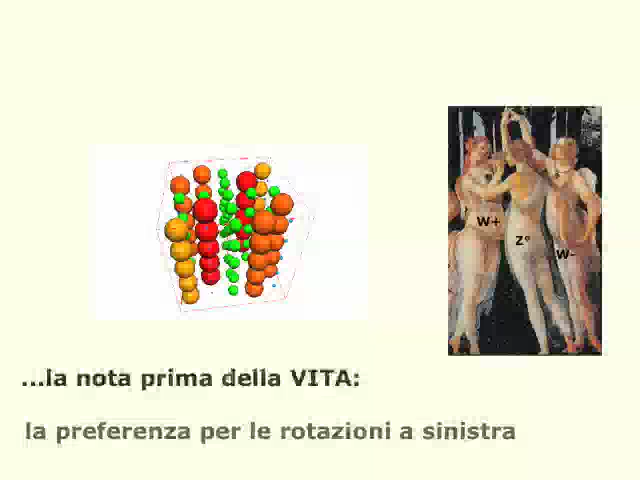 W+
Z°
W-
...la nota prima della VITA:
la preferenza per le rotazioni a sinistra